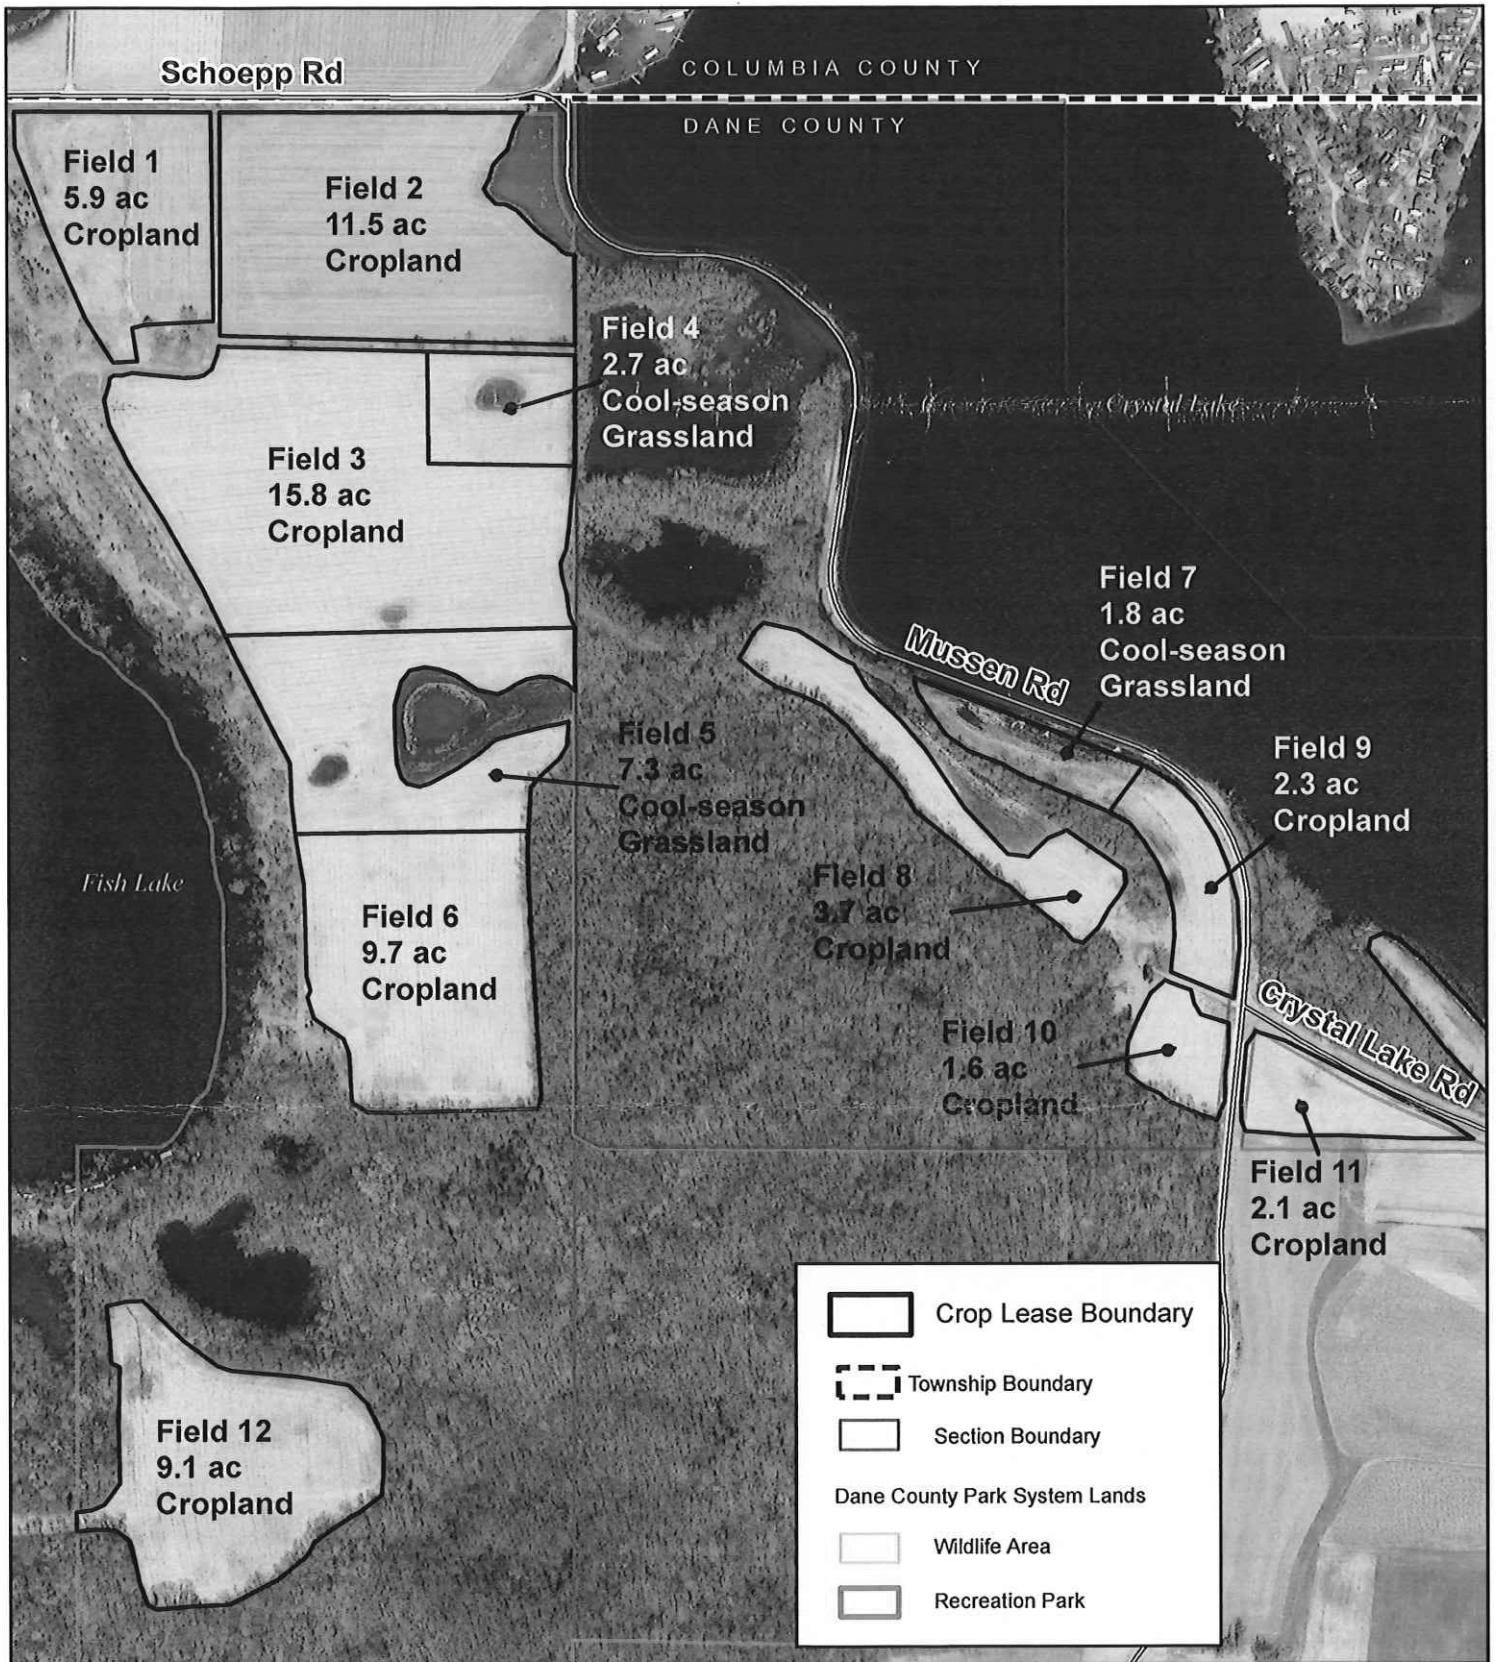 Schoepp Rd
COLUMBIA COUNTY
DANE COUNTY
Field 1
5.9 ac
Cropland
Field 2
11.5 ac
Cropland
Field 4
2.7 ac
Cool-season
Grassland
Crystal Lake
Field 3
15.8 ac
Cropland
Field 7
1.8 ac
Cool-season
Grassland
Mussen Rd
Field 5
7.3 ac
Cool-season
Grassland
Field 9
2.3 ac
Cropland
Fish Lake
Field 8
3.7 ac
Cropland
Field 6
9.7 ac
Cropland
Crystal Lake Rd
Field 10
1.6 ac
Cropland
Field 11
2.1 ac
Cropland
Field 12
9.1 ac
Cropland
Crop Lease Boundary
Township Boundary
Section Boundary
Dane County Park System Lands
Wildlife Area
Recreation Park